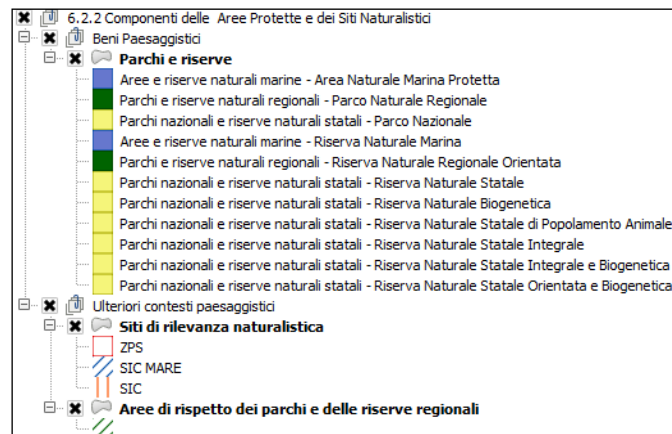 6.2.2 Componenti delle Aree Protette e dei Siti Naturalistici
Beni Paesaggistici
Parchi e riserve
Aree e riserve naturali marine - Area Naturale Marina Protetta
Parchi e riserve naturali regionali - Parco Naturale Regionale
Parchi nazionali e riserve naturali statali - Parco Nazionale
Aree e riserve naturali marine - Riserva Naturale Marina
Parchi e riserve naturali regionali - Riserva Naturale Regionale Orientata
Parchi nazionali e riserve naturali statali - Riserva Naturale Statale
Parchi nazionali e riserve naturali statali - Riserva Naturale Biogenetica
Parchi nazionali e riserve naturali statali - Riserva Naturale Statale di Popolamento Animale
Parchi nazionali e riserve naturali statali - Riserva Naturale Statale Integrale
Parchi nazionali e riserve naturali statali - Riserva Naturale Statale Integrale e Biogenetica
Parchi nazionali e riserve naturali statali - Riserva Naturale Statale Orientata e Biogenetica
Ulteriori contesti paesaggistici
Siti di rilevanza naturalistica
ZPS
SIC MARE
SIC
Aree di rispetto dei parchi e delle riserve regionali